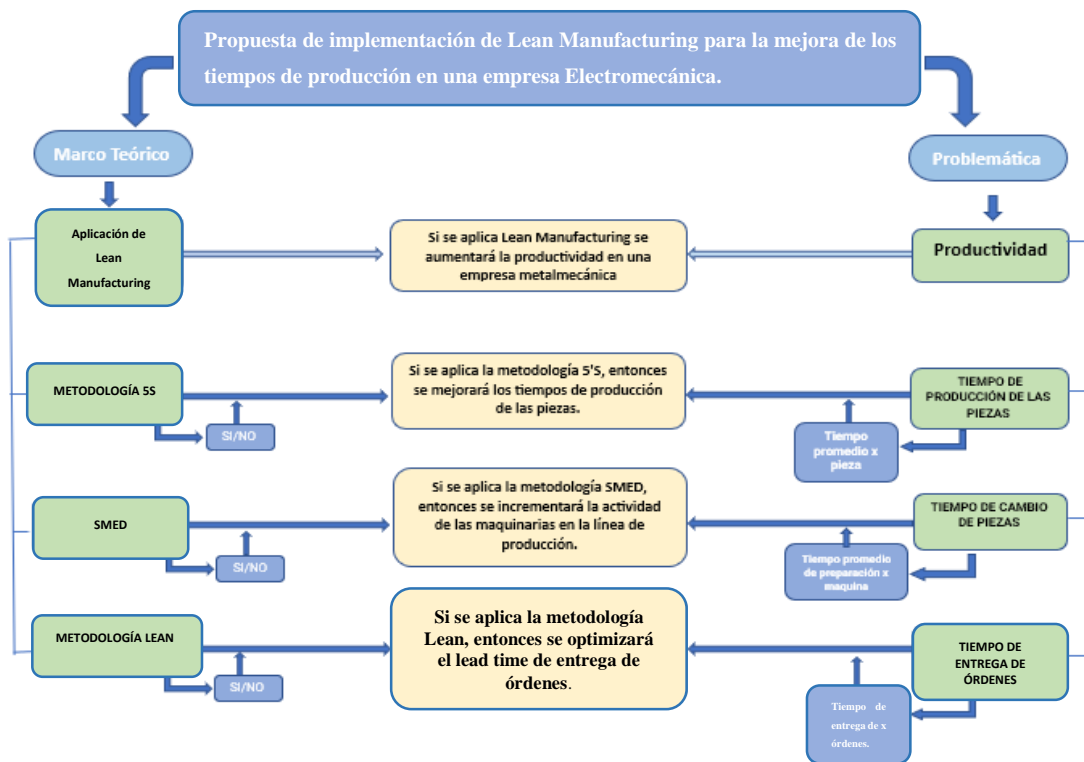 Propuesta de implementación de Lean Manufacturing para la mejora de los
tiempos de producción en una empresa Electromecánica.
Marco Teórico
Problemática
Aplicación de
Lean
Manufacturing
Si se aplica Lean Manufacturing se
aumentará la productividad en una
empresa metalmecánica
Productividad
METODOLOGÍA 5S
SI/NO
Si se aplica la metodología 5'S, entonces
se mejorará los tiempos de producción
de las piezas.
Tiempo
promedio x
pieza
TIEMPO DE
PRODUCCIÓN DE LAS
PIEZAS
SMED
SI/NO
Si se aplica la metodología SMED,
entonces se incrementará la actividad
de las maquinarias en la línea de
producción.
Tiempo promedio
de preparación x
maquina
TIEMPO DE CAMBIO
DE PIEZAS
METODOLOGÍA LEAN
SI/NO
Si se aplica la metodología
Lean, entonces se optimizará
el lead time de entrega de
órdenes.
Tiempo de
entrega de x
órdenes.
TIEMPO DE
ENTREGA DE
ÓRDENES